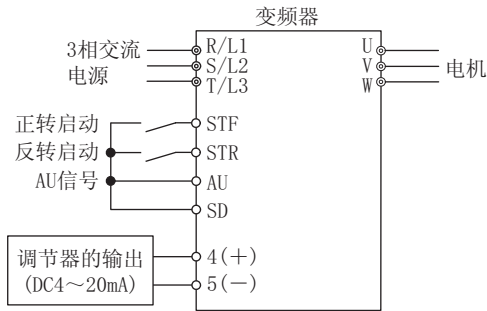 变频器
3相交流
电源
R/L1
S/L2
T/L3
U
V
W
电机
正转启动
STF
反转启动
STR
AU信号
AU
SD
调节器的输出
(DC4～20mA)
4(+)
5(−)